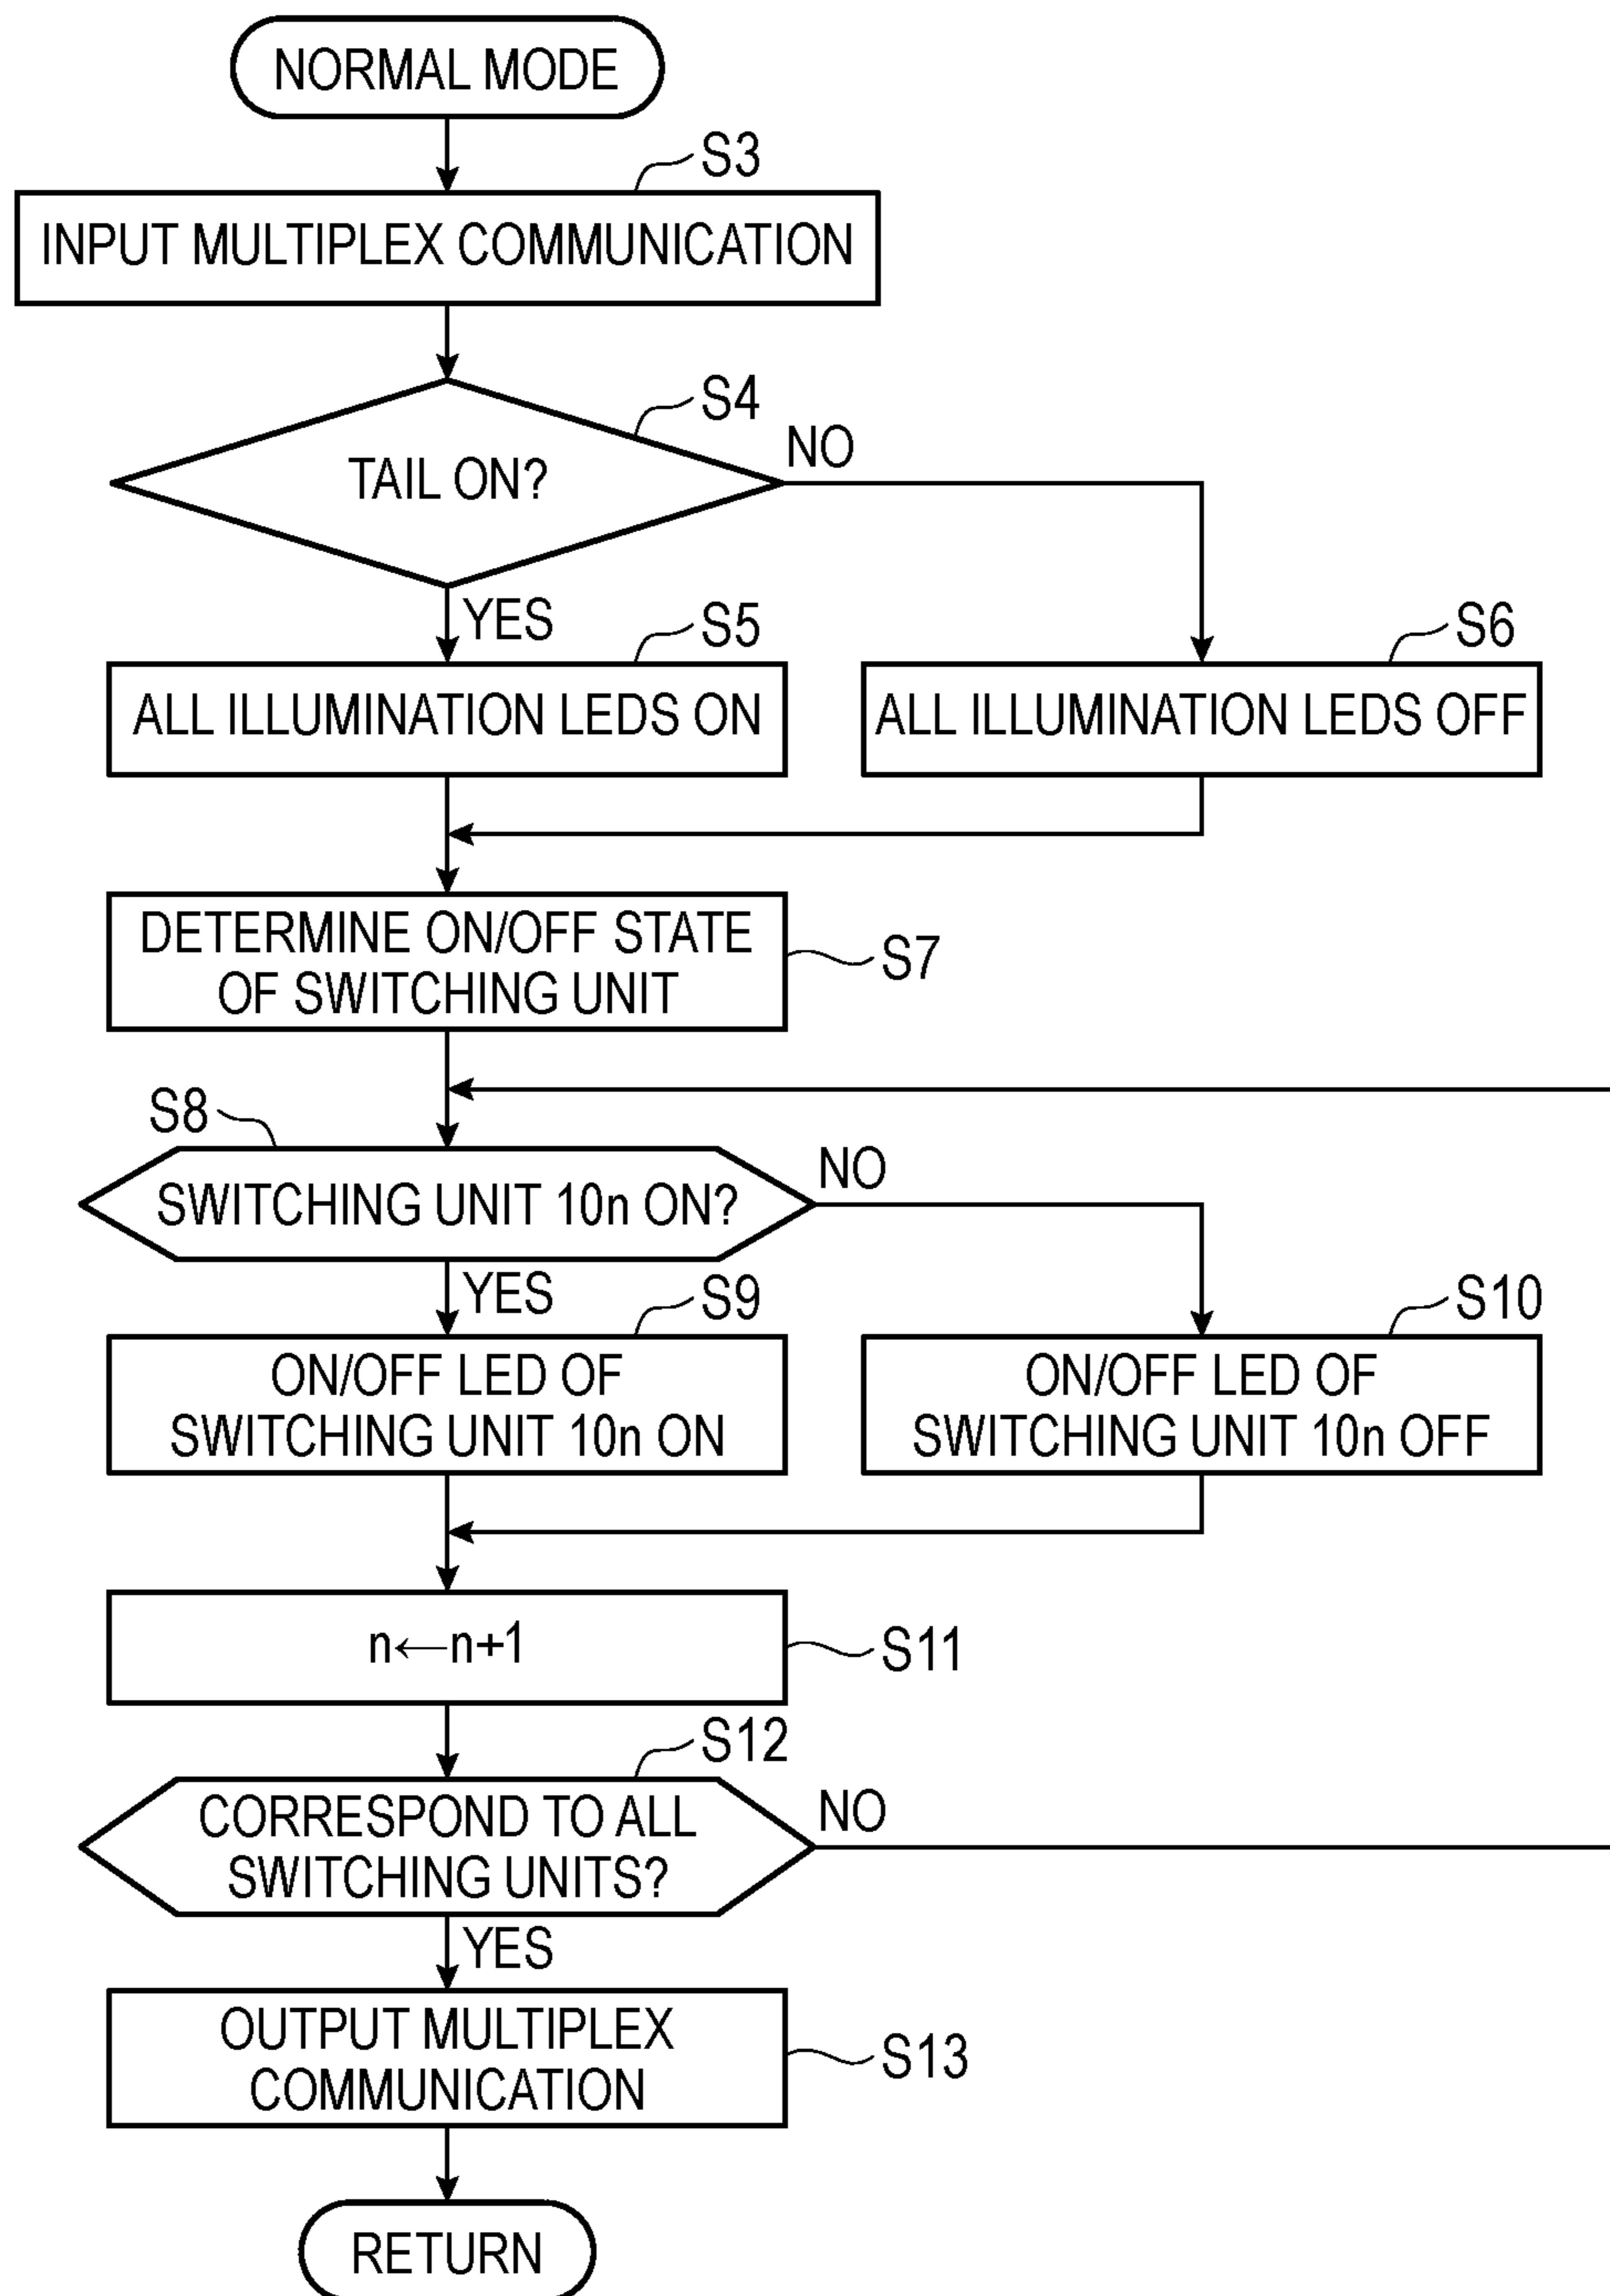 NORMAL MODE
S3
INPUT MULTIPLEX COMMUNICATION
S4
TAIL ON?
NO
YES
S5
S6
ALL ILLUMINATION LEDS ON
ALL ILLUMINATION LEDS OFF
DETERMINE ON/OFF STATE
OF SWITCHING UNIT
S7
S8
SWITCHING UNIT 10n ON?
NO
YES
S9
S10
ON/OFF LED OF
SWITCHING UNIT 10n ON
ON/OFF LED OF
SWITCHING UNIT 10n OFF
n←n+1
S11
S12
CORRESPOND TO ALL
SWITCHING UNITS?
NO
YES
OUTPUT MULTIPLEX
COMMUNICATION
S13
RETURN